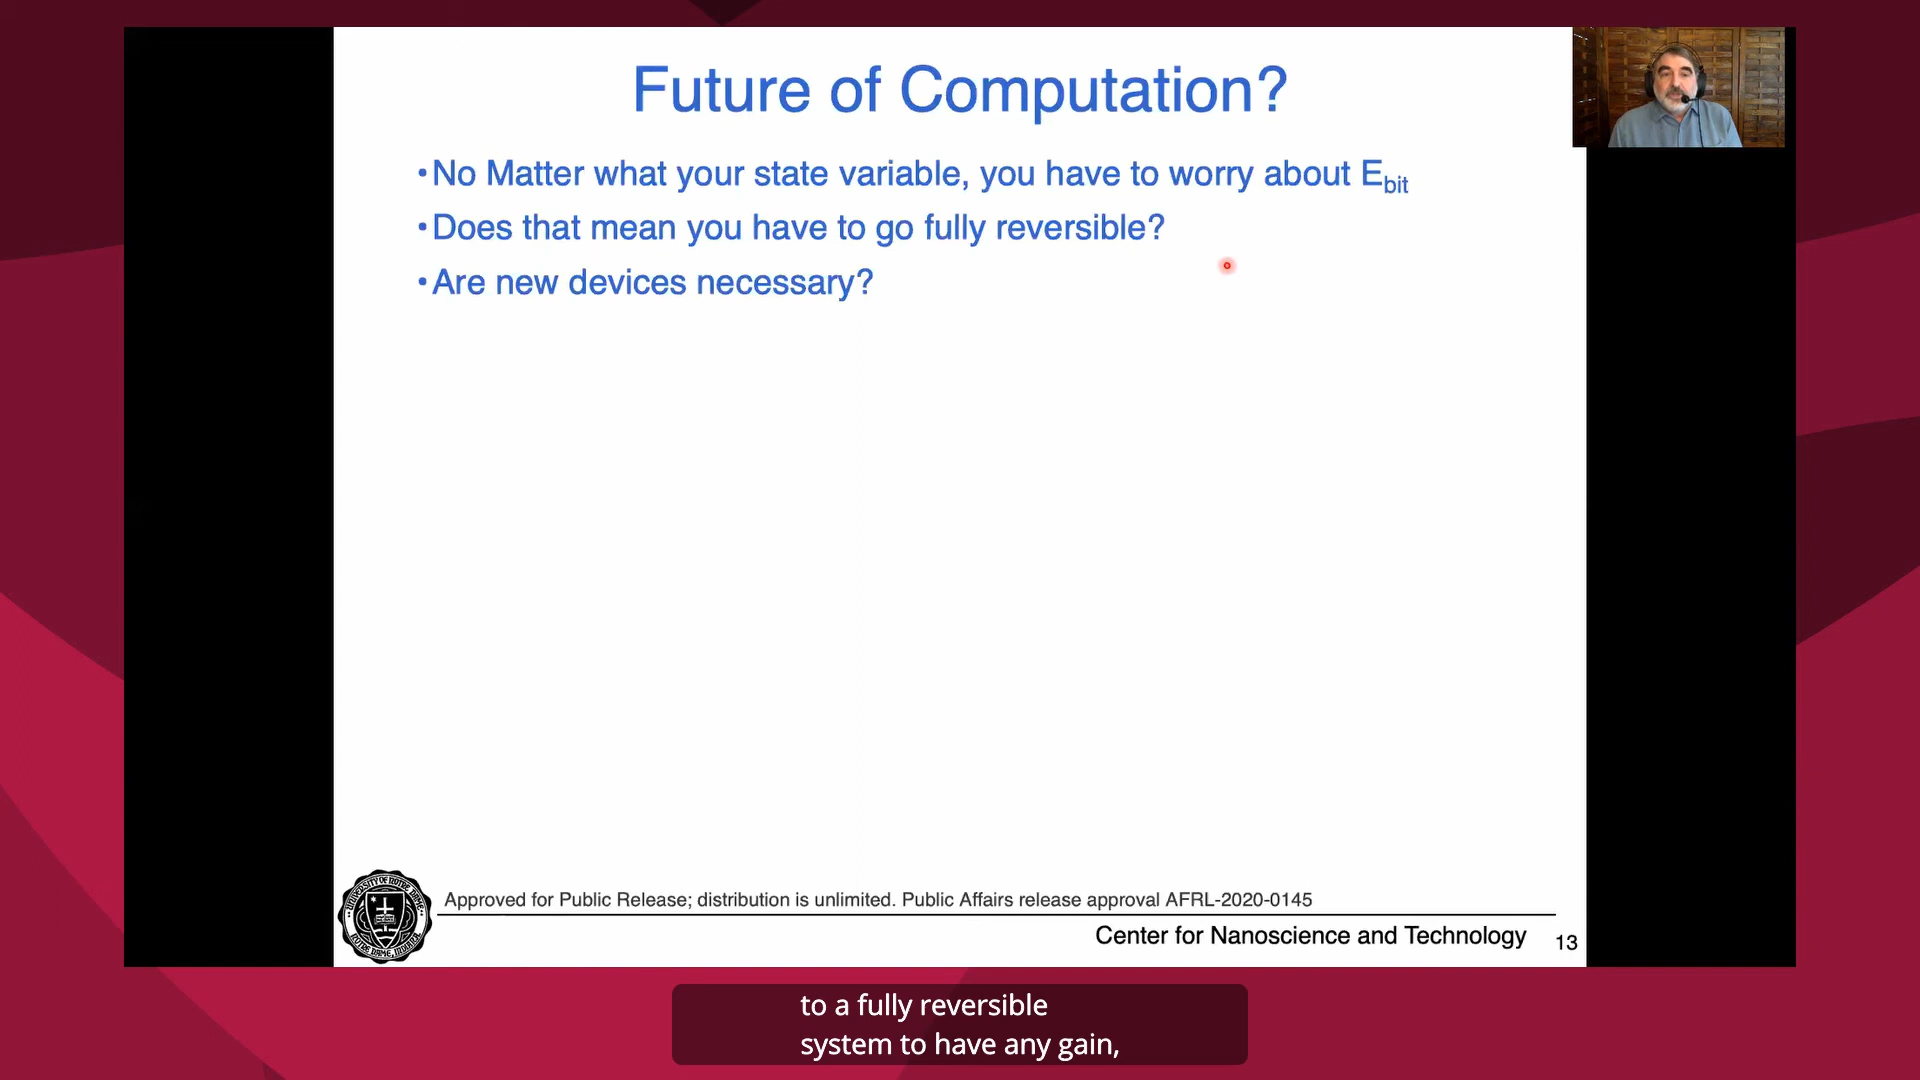 Future of Computation?
•No Matter what your state variable, you have to worry about Ebit
•Does that mean you have to go fully reversible?
•Are new devices necessary?
Approved for Public Release; distribution is unlimited. Public Affairs release approval AFRL-2020-0145
Center for Nanoscience and Technology
13
to a fully reversible
system to have any gain,